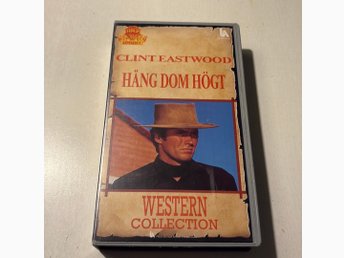 CLINT EASTWOOD
HÄNG DOM HÖGT
WESTERN
COLLECTION